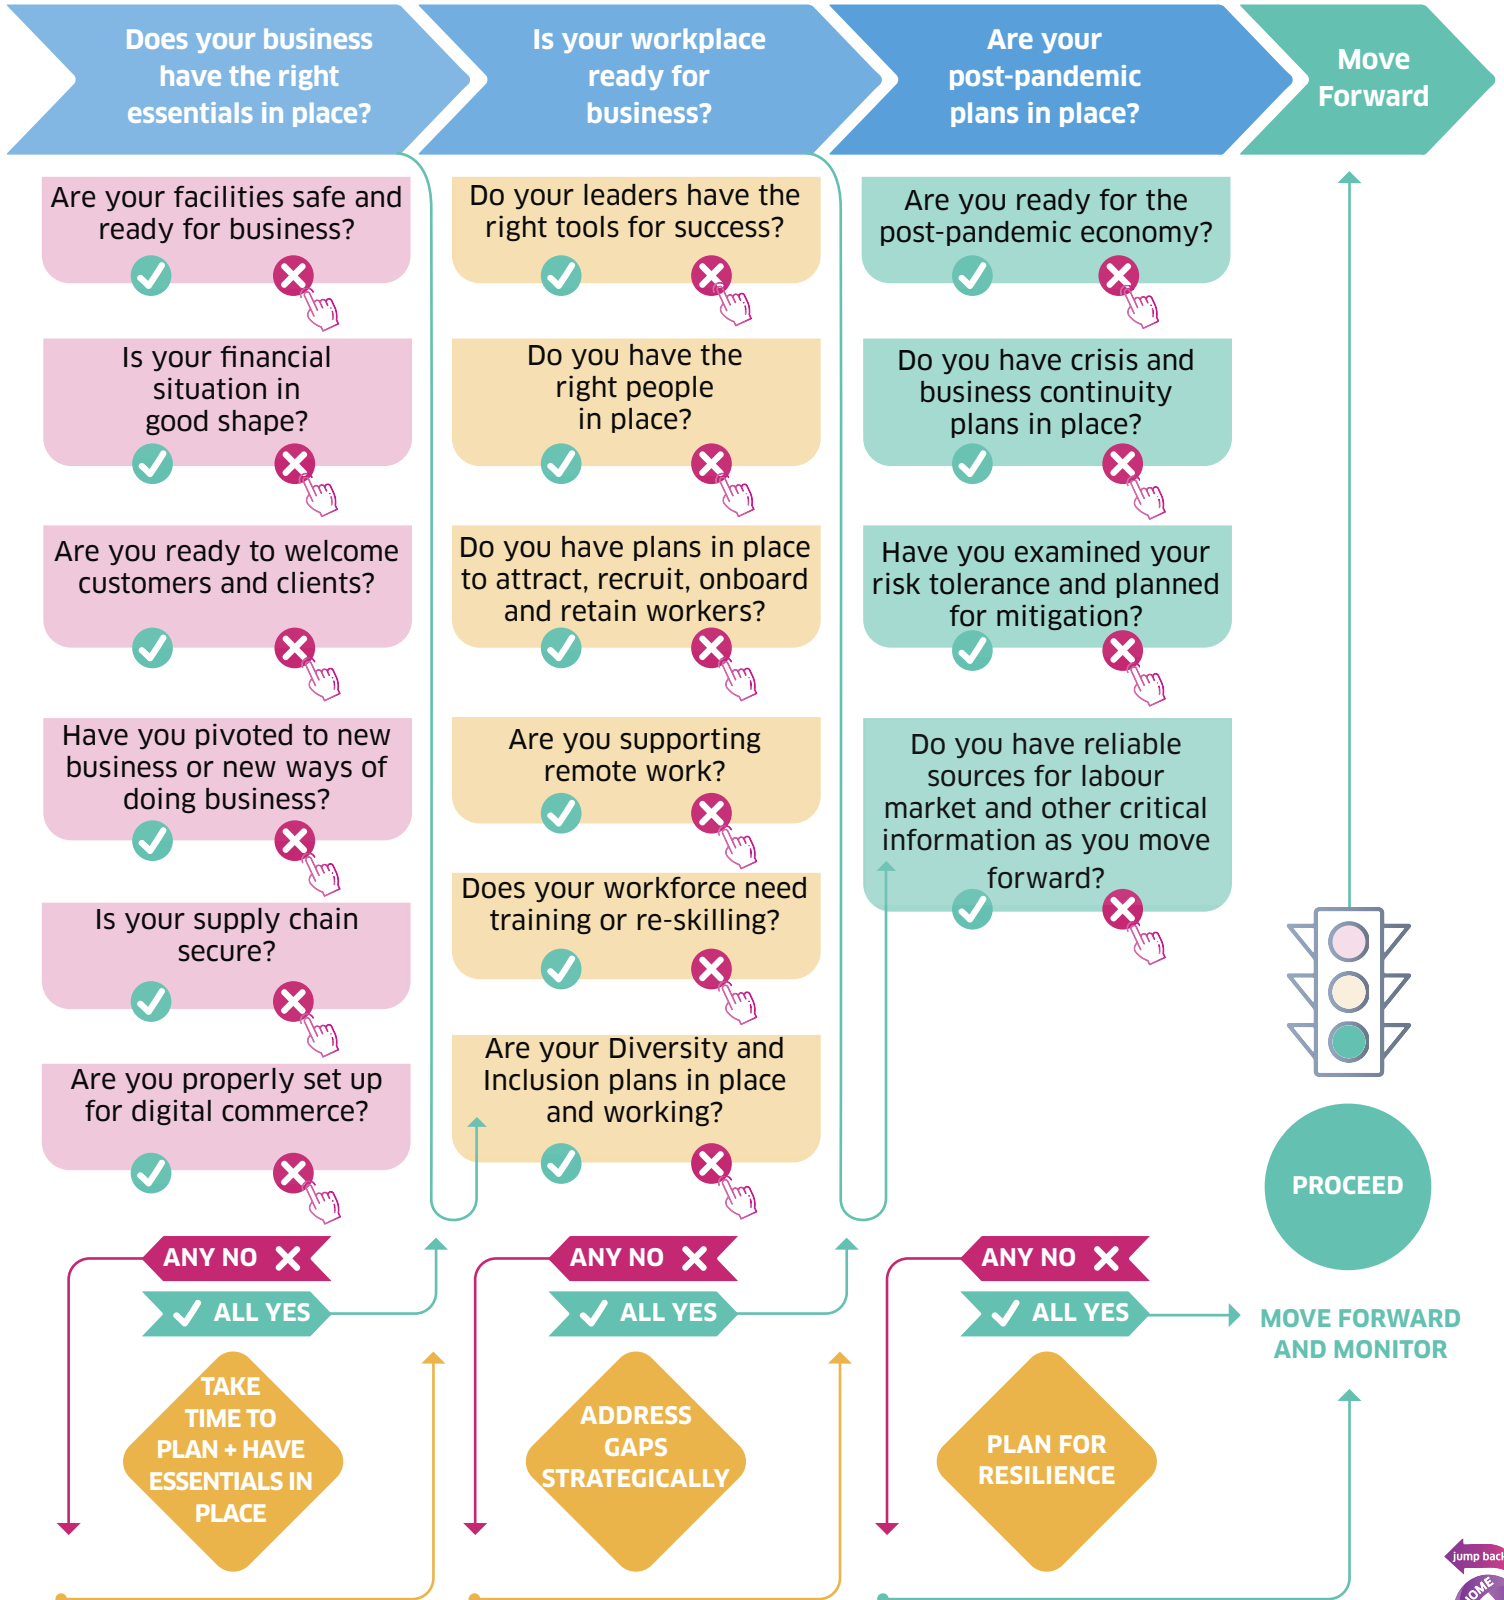 Does your business
have the right
essentials in place?
Is your workplace
ready for
business?
Are your
post-pandemic
plans in place?
Move
Forward
Are your facilities safe and
ready for business?
Is your financial
situation in
good shape?
Are you ready to welcome
customers and clients?
Have you pivoted to new
business or new ways of
doing business?
Is your supply chain
secure?
Are you properly set up
for digital commerce?
ANY NO
ALL YES
TAKE
TIME TO
PLAN + HAVE
ESSENTIALS IN
PLACE
Do your leaders have the
right tools for success?
Do you have the
right people
in place?
Do you have plans in place
to attract, recruit, onboard
and retain workers?
Are you supporting
remote work?
Does your workforce need
training or re-skilling?
Are your Diversity and
Inclusion plans in place
and working?
ANY NO
ALL YES
ADDRESS
GAPS
STRATEGICALLY
Are you ready for the
post-pandemic economy?
Do you have crisis and
business continuity
plans in place?
Have you examined your
risk tolerance and planned
for mitigation?
Do you have reliable
sources for labour
market and other critical
information as you move
forward?
ANY NO
ALL YES
PLAN FOR
RESILIENCE
PROCEED
MOVE FORWARD
AND MONITOR
jump back
HOME